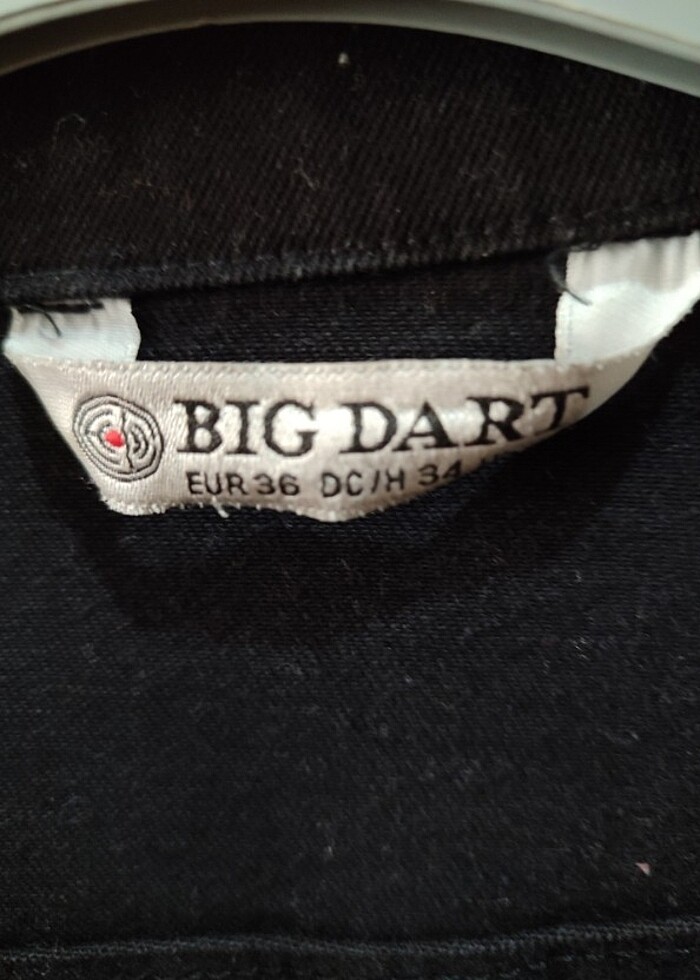 BIG DART
EUR 36 DC/H 34